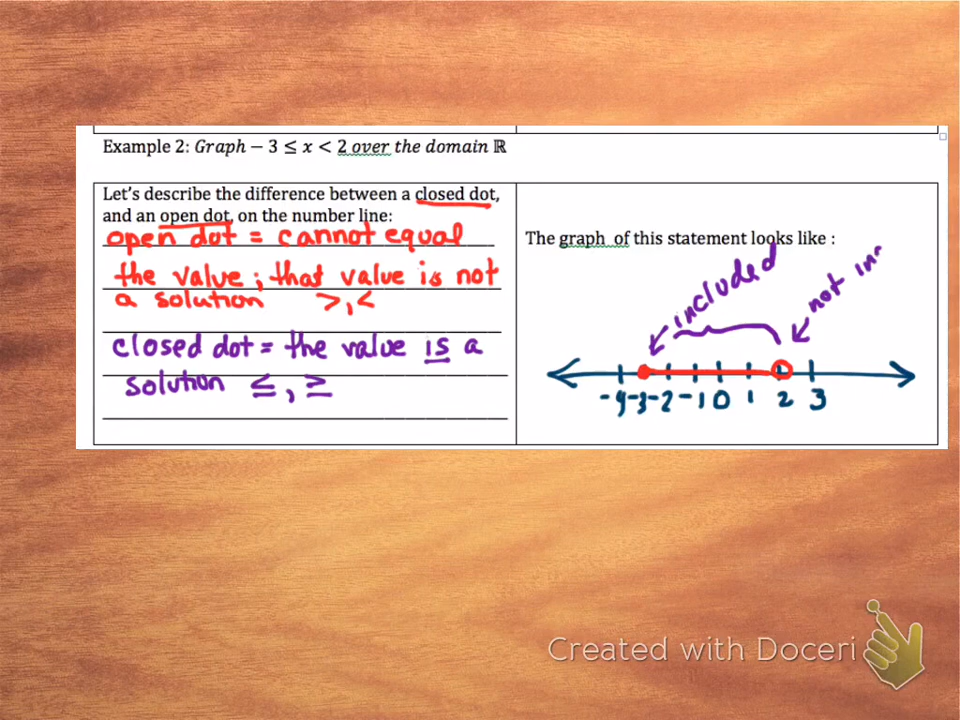 Example 2: Graph − 3 ≤ x < 2 over the domain ℝ
Let's describe the difference between a closed dot,
and an open dot, on the number line:
open dot = cannot equal
the value ; that value is not
a solution >, <
closed dot = the value is a
solution ≤ , ≥
The graph of this statement looks like :
included
not in
-4 -3 -2 -1 0 1 2 3
Created with Doceri